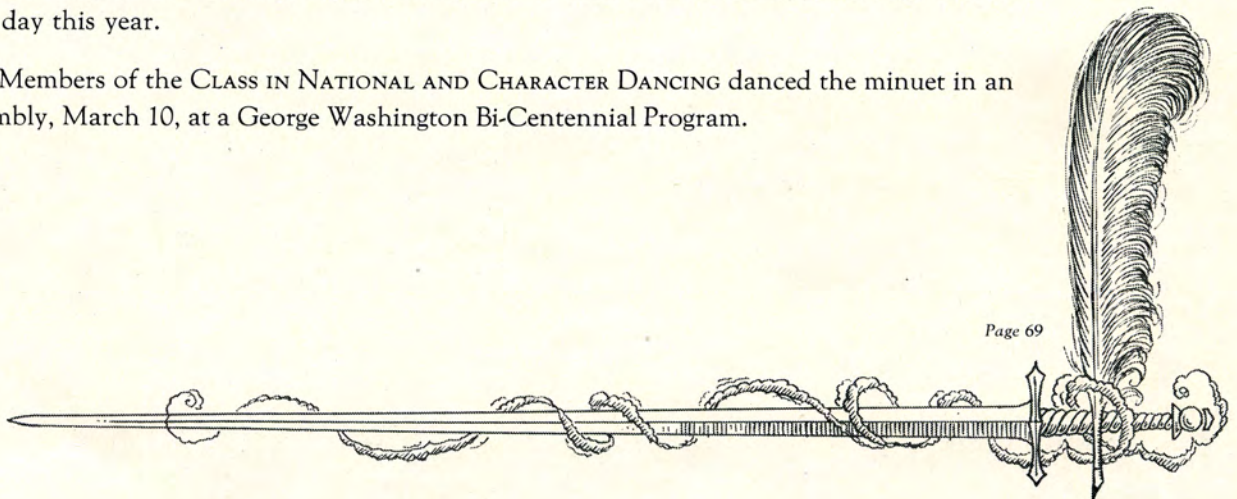 day this year.
Members of the CLASS IN NATIONAL AND CHARACTER DANCING danced the minuet in an
mbly, March 10, at a George Washington Bi-Centennial Program.
Page 69